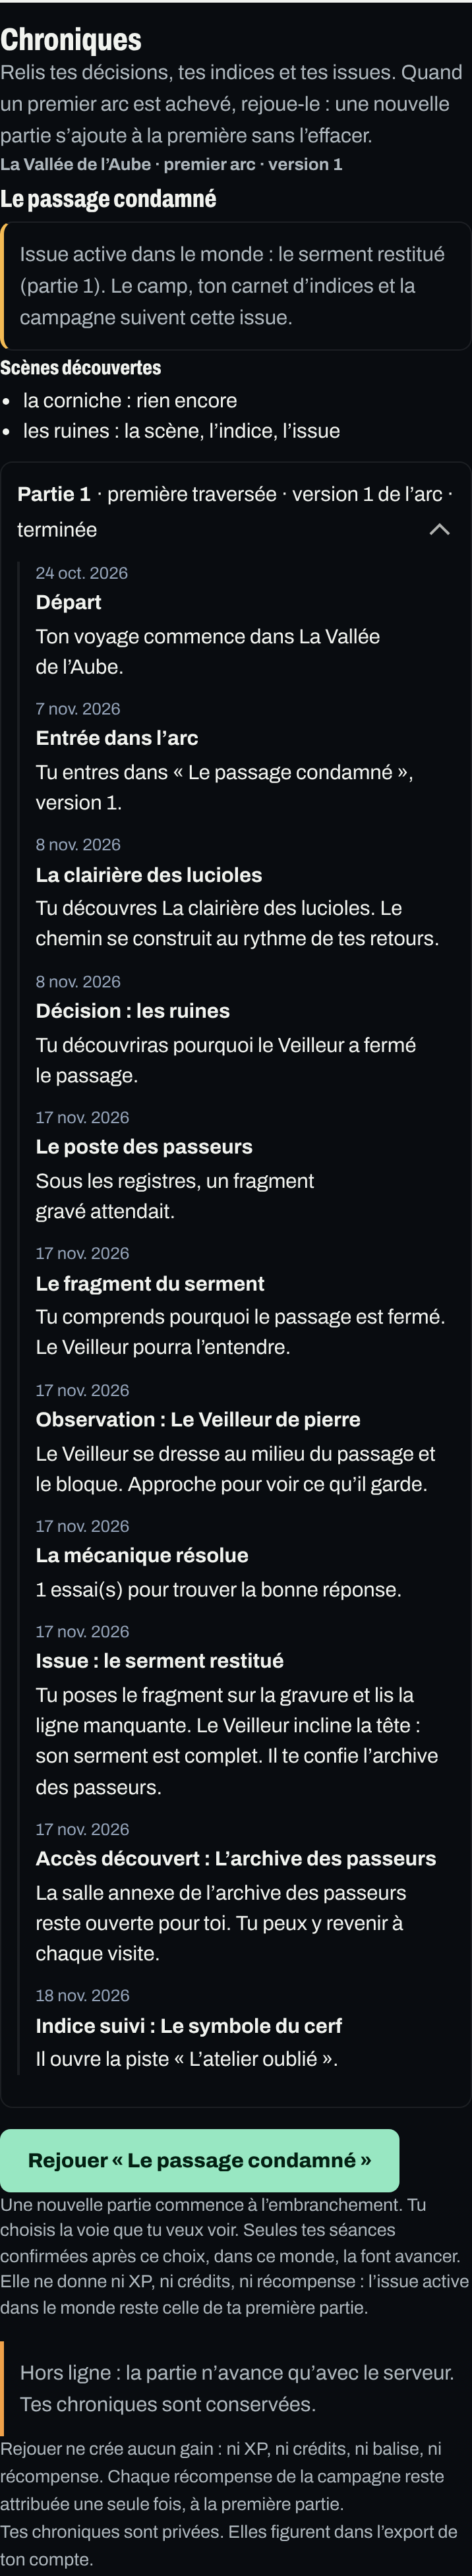 Chroniques
Relis tes décisions, tes indices et tes issues. Quand
un premier arc est achevé, rejoue-le : une nouvelle
partie s’ajoute à la première sans l’effacer.
La Vallée de l’Aube · premier arc · version 1
Le passage condamné
Issue active dans le monde : le serment restitué
(partie 1). Le camp, ton carnet d’indices et la
campagne suivent cette issue.
Scènes découvertes
• la corniche : rien encore
• les ruines : la scène, l’indice, l’issue
Partie 1 · première traversée · version 1 de l’arc ·
terminée
24 oct. 2026
Départ
Ton voyage commence dans La Vallée
de l’Aube.
7 nov. 2026
Entrée dans l’arc
Tu entres dans « Le passage condamné »,
version 1.
8 nov. 2026
La clairière des lucioles
Tu découvres La clairière des lucioles. Le
chemin se construit au rythme de tes retours.
8 nov. 2026
Décision : les ruines
Tu découvriras pourquoi le Veilleur a fermé
le passage.
17 nov. 2026
Le poste des passeurs
Sous les registres, un fragment
gravé attendait.
17 nov. 2026
Le fragment du serment
Tu comprends pourquoi le passage est fermé.
Le Veilleur pourra l’entendre.
17 nov. 2026
Observation : Le Veilleur de pierre
Le Veilleur se dresse au milieu du passage et
le bloque. Approche pour voir ce qu’il garde.
17 nov. 2026
La mécanique résolue
1 essai(s) pour trouver la bonne réponse.
17 nov. 2026
Issue : le serment restitué
Tu poses le fragment sur la gravure et lis la
ligne manquante. Le Veilleur incline la tête :
son serment est complet. Il te confie l’archive
des passeurs.
17 nov. 2026
Accès découvert : L’archive des passeurs
La salle annexe de l’archive des passeurs
reste ouverte pour toi. Tu peux y revenir à
chaque visite.
18 nov. 2026
Indice suivi : Le symbole du cerf
Il ouvre la piste « L’atelier oublié ».
Rejouer « Le passage condamné »
Une nouvelle partie commence à l’embranchement. Tu
choisis la voie que tu veux voir. Seules tes séances
confirmées après ce choix, dans ce monde, la font avancer.
Elle ne donne ni XP, ni crédits, ni récompense : l’issue active
dans le monde reste celle de ta première partie.
Hors ligne : la partie n’avance qu’avec le serveur.
Tes chroniques sont conservées.
Rejouer ne crée aucun gain : ni XP, ni crédits, ni balise, ni
récompense. Chaque récompense de la campagne reste
attribuée une seule fois, à la première partie.
Tes chroniques sont privées. Elles figurent dans l’export de
ton compte.